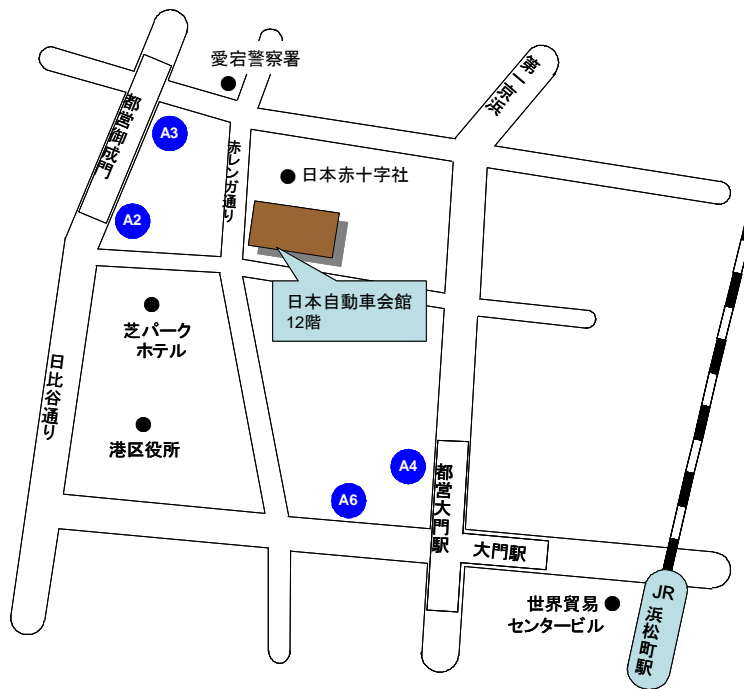 愛宕警察署
第一京浜
都営御成門
A3
赤レンガ通り
日本赤十字社
A2
日本自動車会館
12階
芝パーク
ホテル
日比谷通り
港区役所
A4
都営大門駅
A6
大門駅
世界貿易
センタービル
JR
浜松町駅